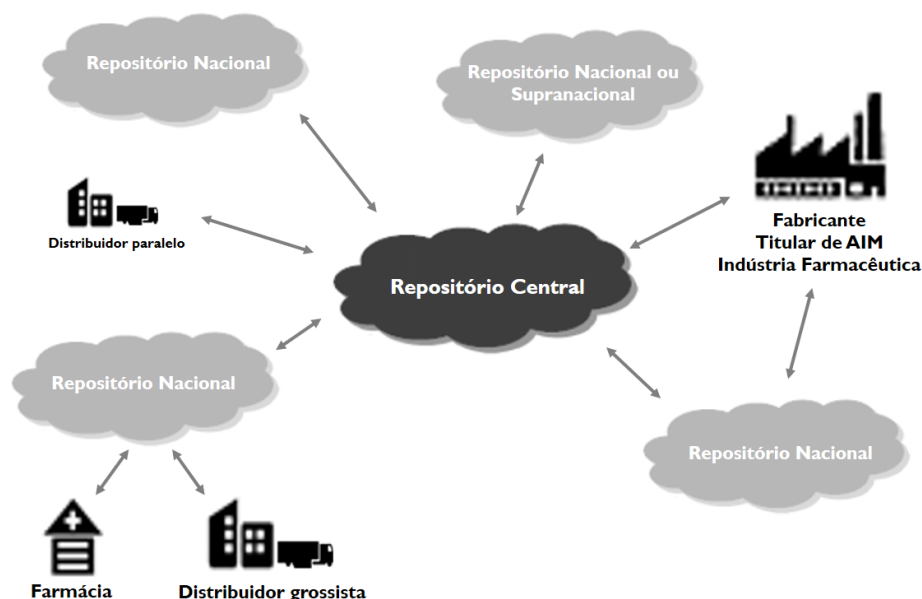 Repositório Nacional
Repositório Nacional ou
Supranacional
Distribuidor paralelo
Fabricante
Titular de AIM
Indústria Farmacêutica
Repositório Central
Repositório Nacional
Repositório Nacional
Farmácia
Distribuidor grossista